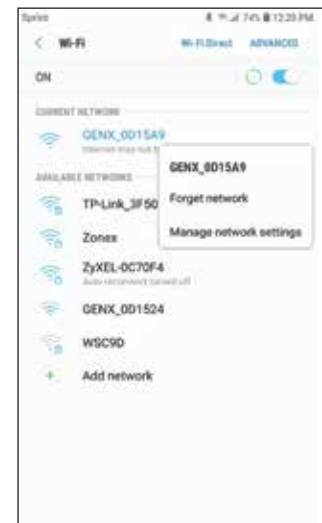 Sprint 74% 12:20 PM
< Wi-Fi Wi-Fi Direct ADVANCED
ON
CURRENT NETWORK
GENX_0D15A9
Internet may not b
AVAILABLE NETWORKS
TP-Link_3F50
Zonex
ZyXEL-0C70F4
Auto reconnect turned off
GENX_0D1524
WSC9D
+ Add network
GENX_0D15A9
Forget network
Manage network settings